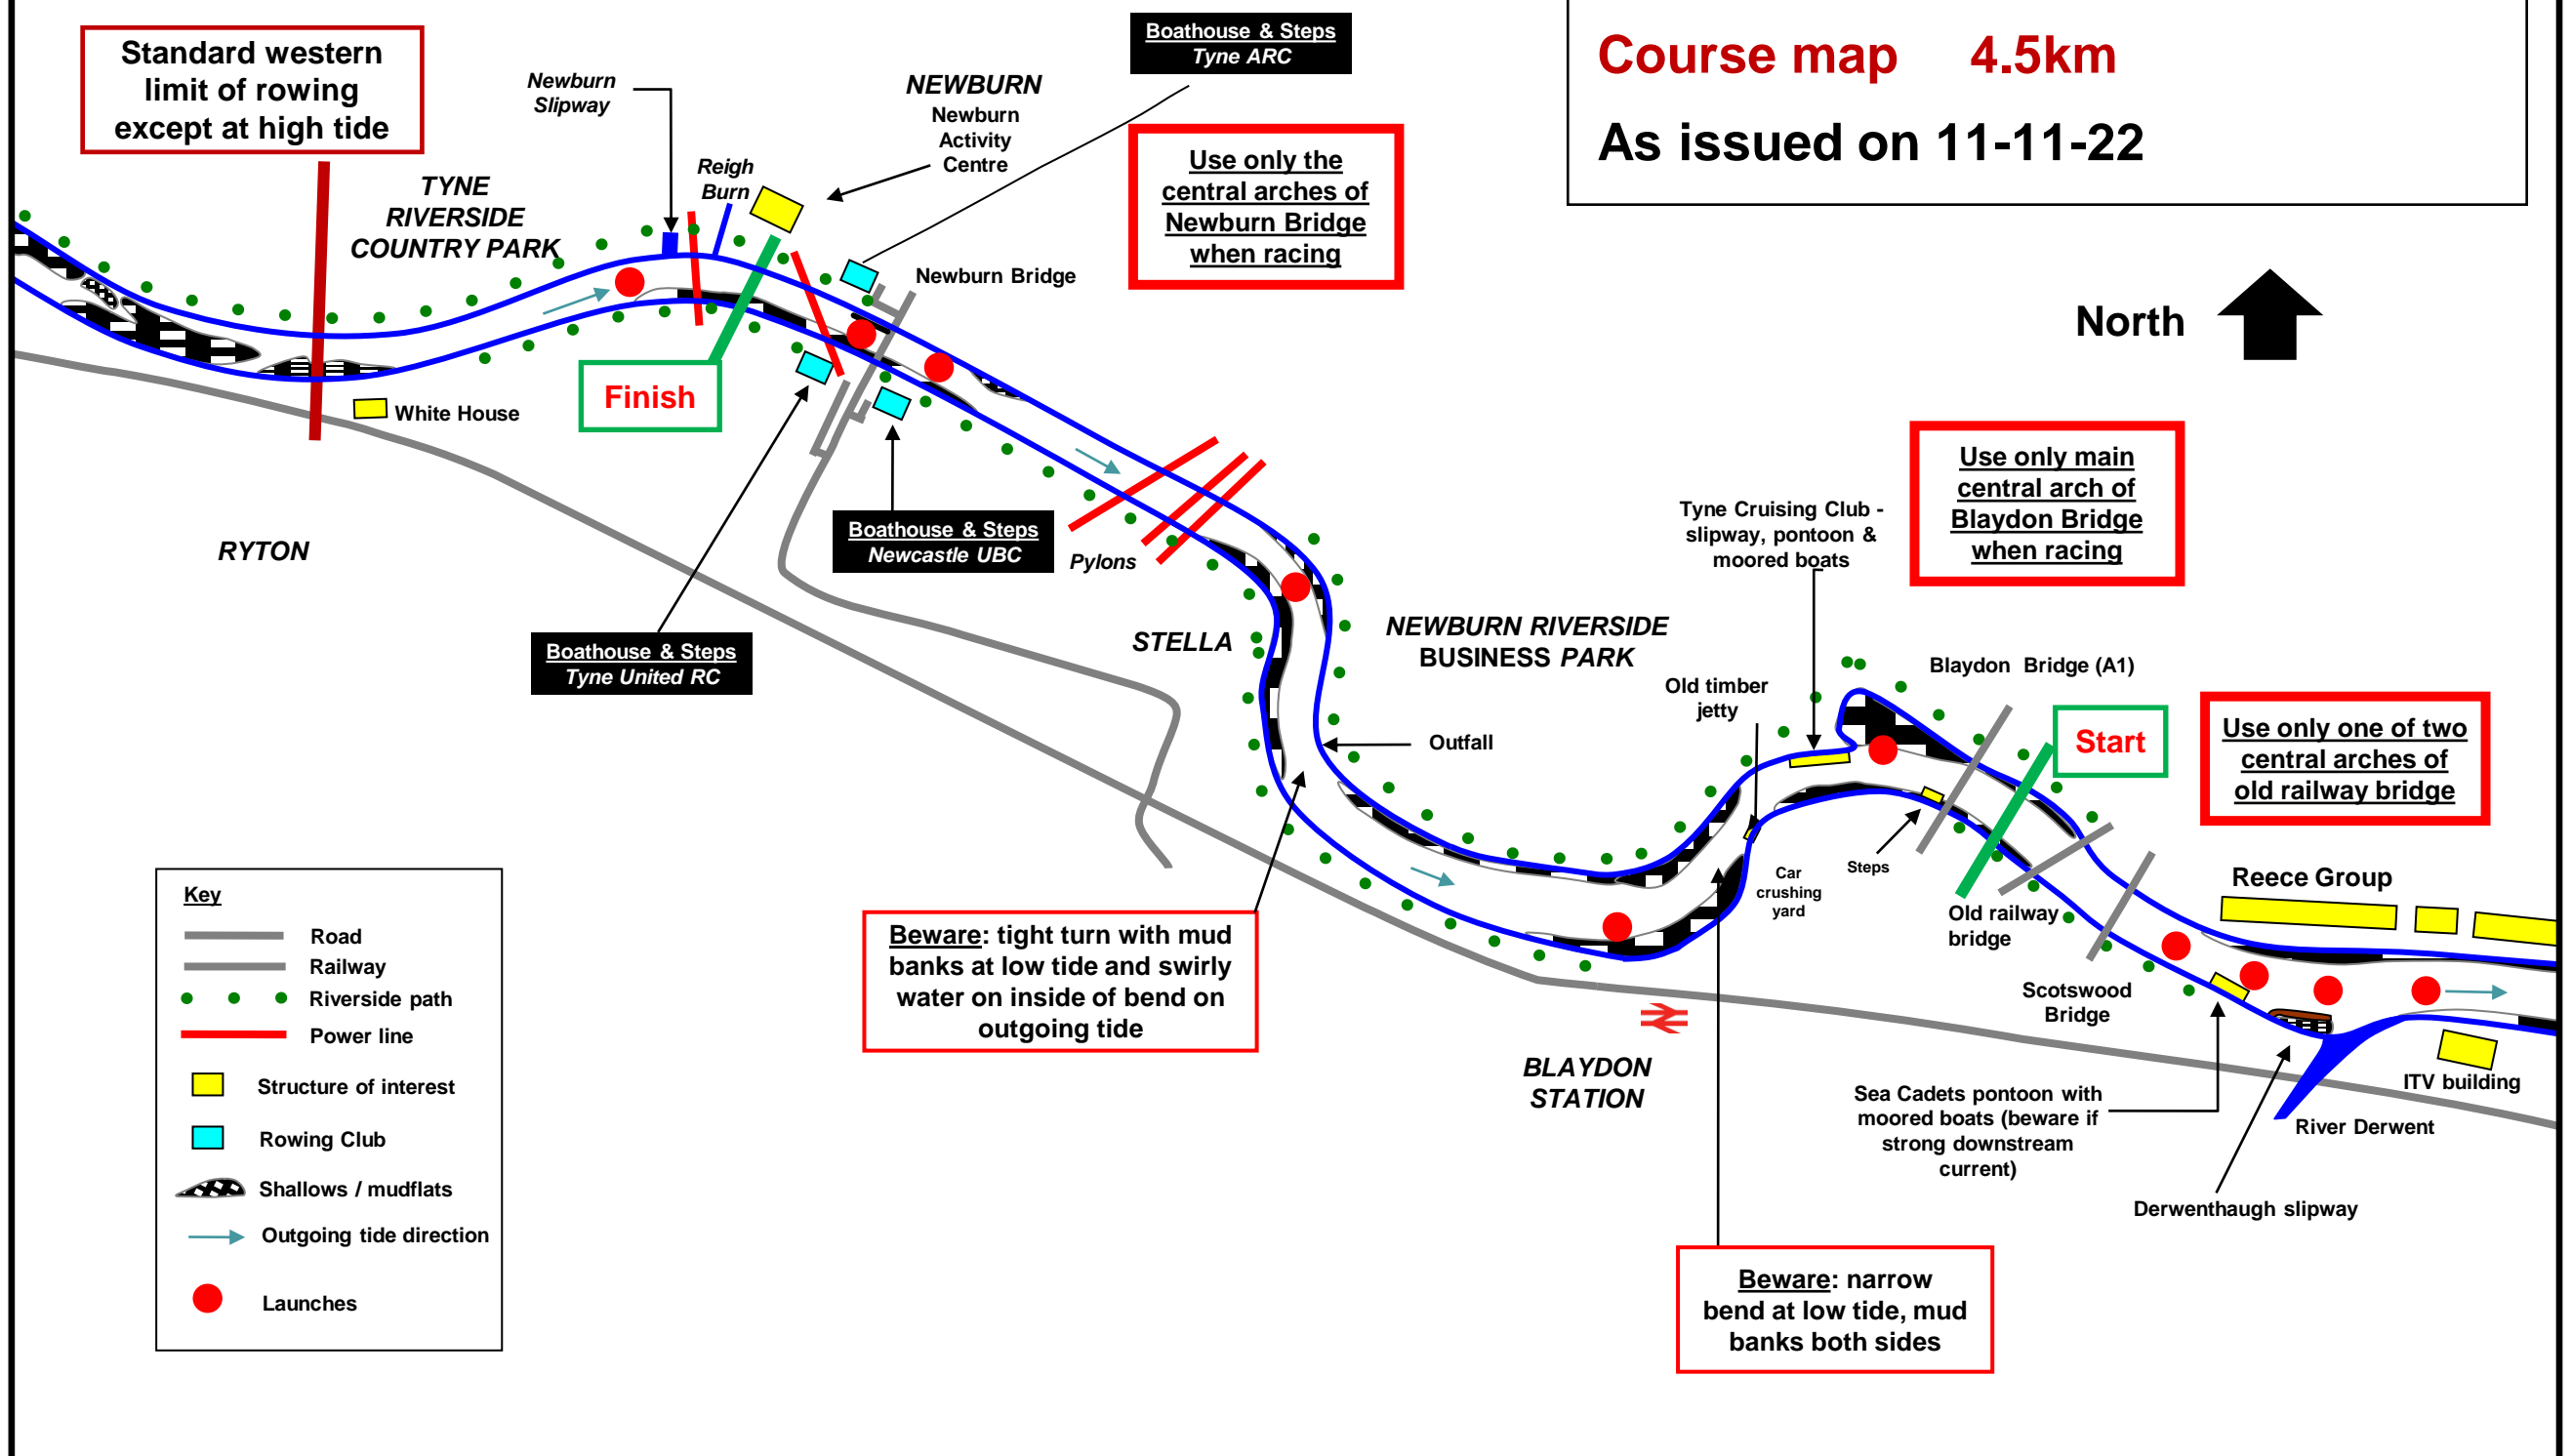 Course map 4.5km
As issued on 11-11-22
Standard western
limit of rowing
except at high tide
Newburn
Slipway
NEWBURN
Newburn
Activity
Centre
Boathouse & Steps
Tyne ARC
Use only the
central arches of
Newburn Bridge
when racing
TYNE
RIVERSIDE
COUNTRY PARK
Reigh
Burn
Newburn Bridge
North
Finish
White House
RYTON
Boathouse & Steps
Newcastle UBC
Pylons
Boathouse & Steps
Tyne United RC
STELLA
NEWBURN RIVERSIDE
BUSINESS PARK
Tyne Cruising Club -
slipway, pontoon &
moored boats
Use only main
central arch of
Blaydon Bridge
when racing
Blaydon Bridge (A1)
Old timber
jetty
Outfall
Start
Use only one of two
central arches of
old railway bridge
Car
crushing
yard
Steps
Old railway
bridge
Reece Group
Scotswood
Bridge
Beware: tight turn with mud
banks at low tide and swirly
water on inside of bend on
outgoing tide
BLAYDON
STATION
Sea Cadets pontoon with
moored boats (beware if
strong downstream
current)
ITV building
River Derwent
Derwenthaugh slipway
Beware: narrow
bend at low tide, mud
banks both sides
Key
Road
Railway
Riverside path
Power line
Structure of interest
Rowing Club
Shallows / mudflats
Outgoing tide direction
Launches